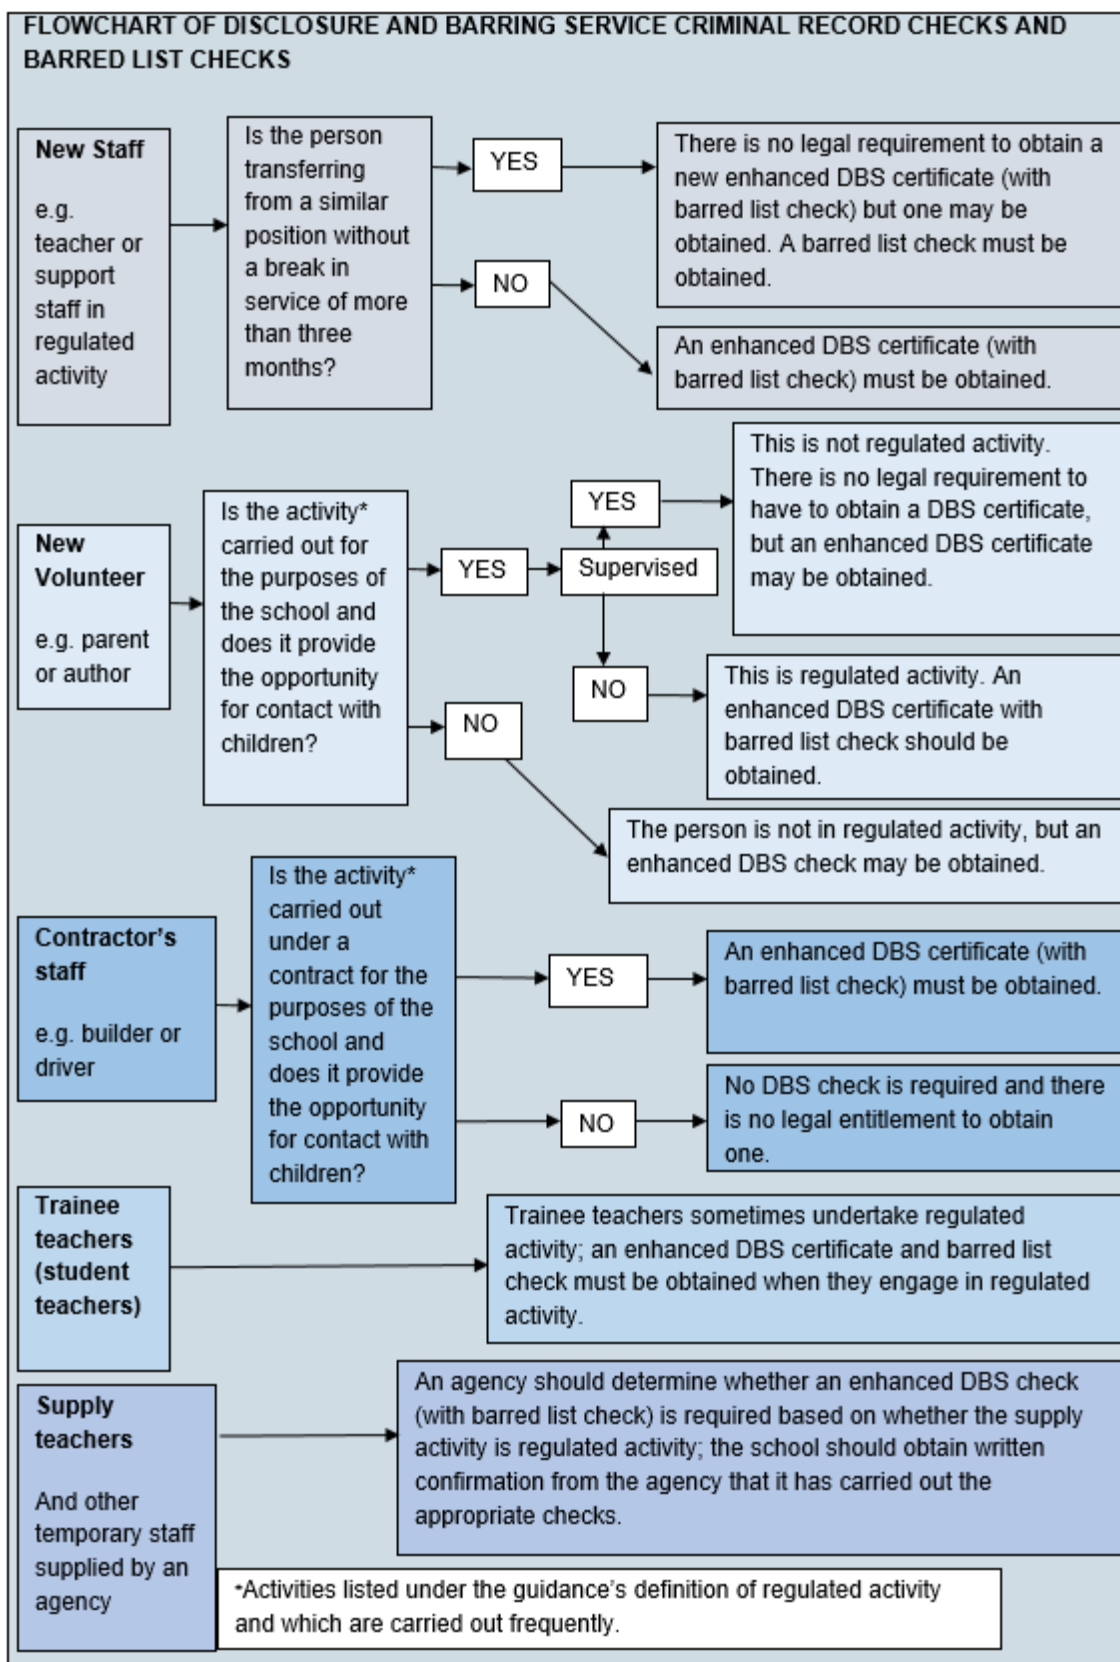 FLOWCHART OF DISCLOSURE AND BARRING SERVICE CRIMINAL RECORD CHECKS AND
BARRED LIST CHECKS
New Staff
e.g.
teacher or
support
staff in
regulated
activity
Is the person
transferring
from a similar
position without
a break in
service of more
than three
months?
YES
NO
There is no legal requirement to obtain a
new enhanced DBS certificate (with
barred list check) but one may be
obtained. A barred list check must be
obtained.
An enhanced DBS certificate (with
barred list check) must be obtained.
New
Volunteer
e.g. parent
or author
Is the activity*
carried out for
the purposes of
the school and
does it provide
the opportunity
for contact with
children?
YES
NO
Supervised
YES
NO
This is not regulated activity.
There is no legal requirement to
have to obtain a DBS certificate,
but an enhanced DBS certificate
may be obtained.
This is regulated activity. An
enhanced DBS certificate with
barred list check should be
obtained.
The person is not in regulated activity, but an
enhanced DBS check may be obtained.
Contractor's
staff
e.g. builder or
driver
Is the activity*
carried out
under a
contract for the
purposes of the
school and
does it provide
the opportunity
for contact with
children?
YES
NO
An enhanced DBS certificate (with
barred list check) must be obtained.
No DBS check is required and there
is no legal entitlement to obtain
one.
Trainee
teachers
(student
teachers)
Trainee teachers sometimes undertake regulated
activity; an enhanced DBS certificate and barred list
check must be obtained when they engage in regulated
activity.
Supply
teachers
And other
temporary staff
supplied by an
agency
An agency should determine whether an enhanced DBS check
(with barred list check) is required based on whether the supply
activity is regulated activity; the school should obtain written
confirmation from the agency that it has carried out the
appropriate checks.
*Activities listed under the guidance's definition of regulated activity
and which are carried out frequently.